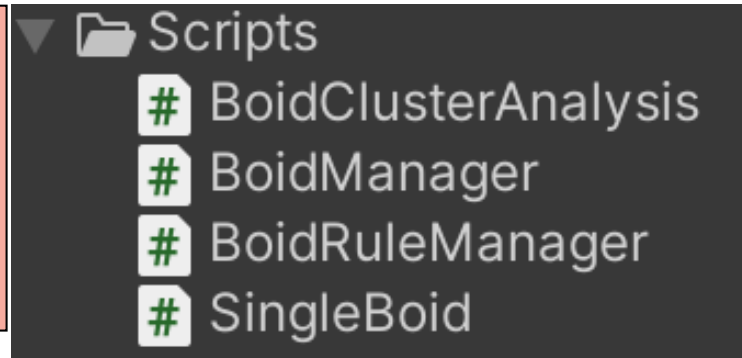 Scripts
# BoidClusterAnalysis
# BoidManager
# BoidRuleManager
# SingleBoid